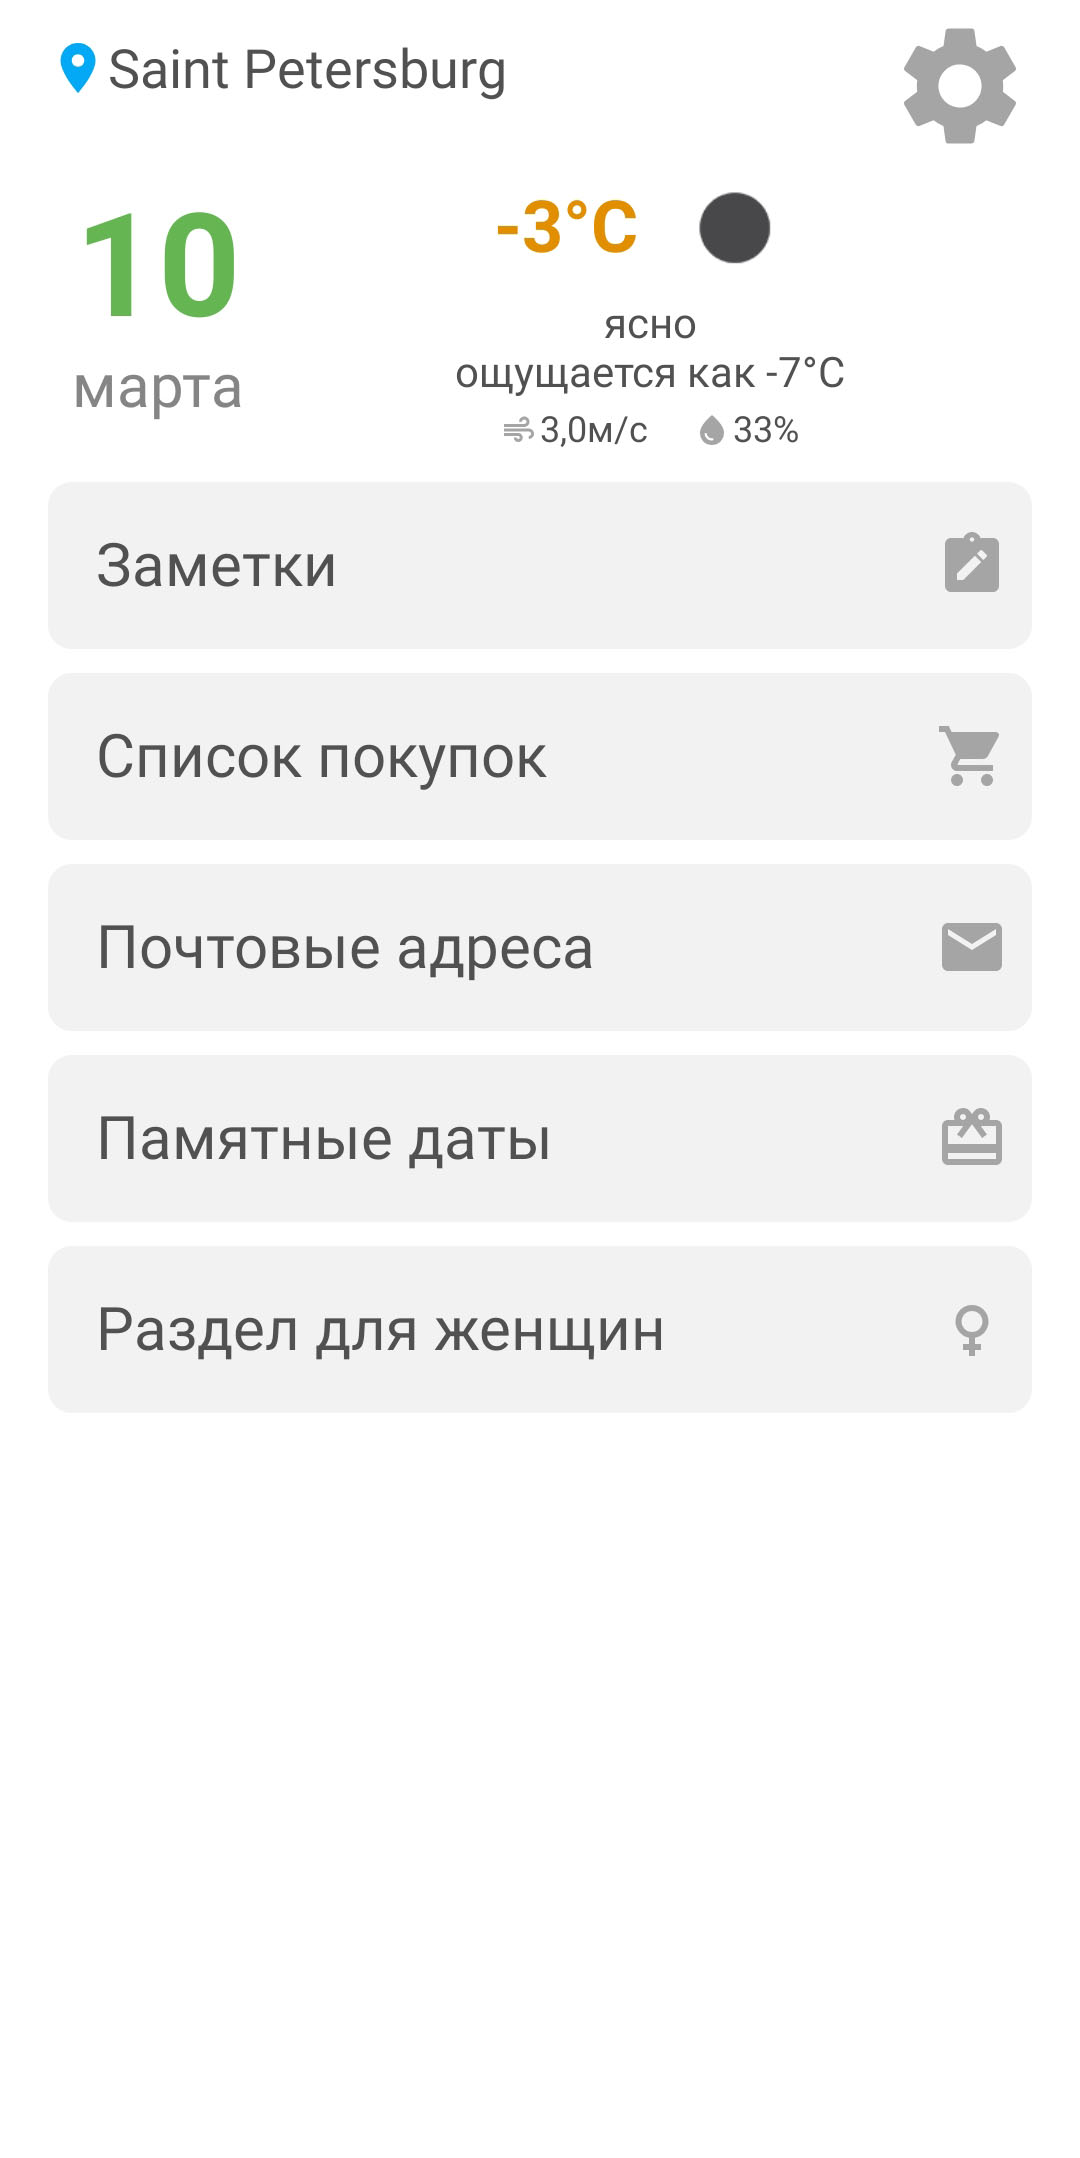 Saint Petersburg
10
марта
-3°C
ясно
ощущается как -7°C
3,0м/с 33%
Заметки
Список покупок
Почтовые адреса
Памятные даты
Раздел для женщин